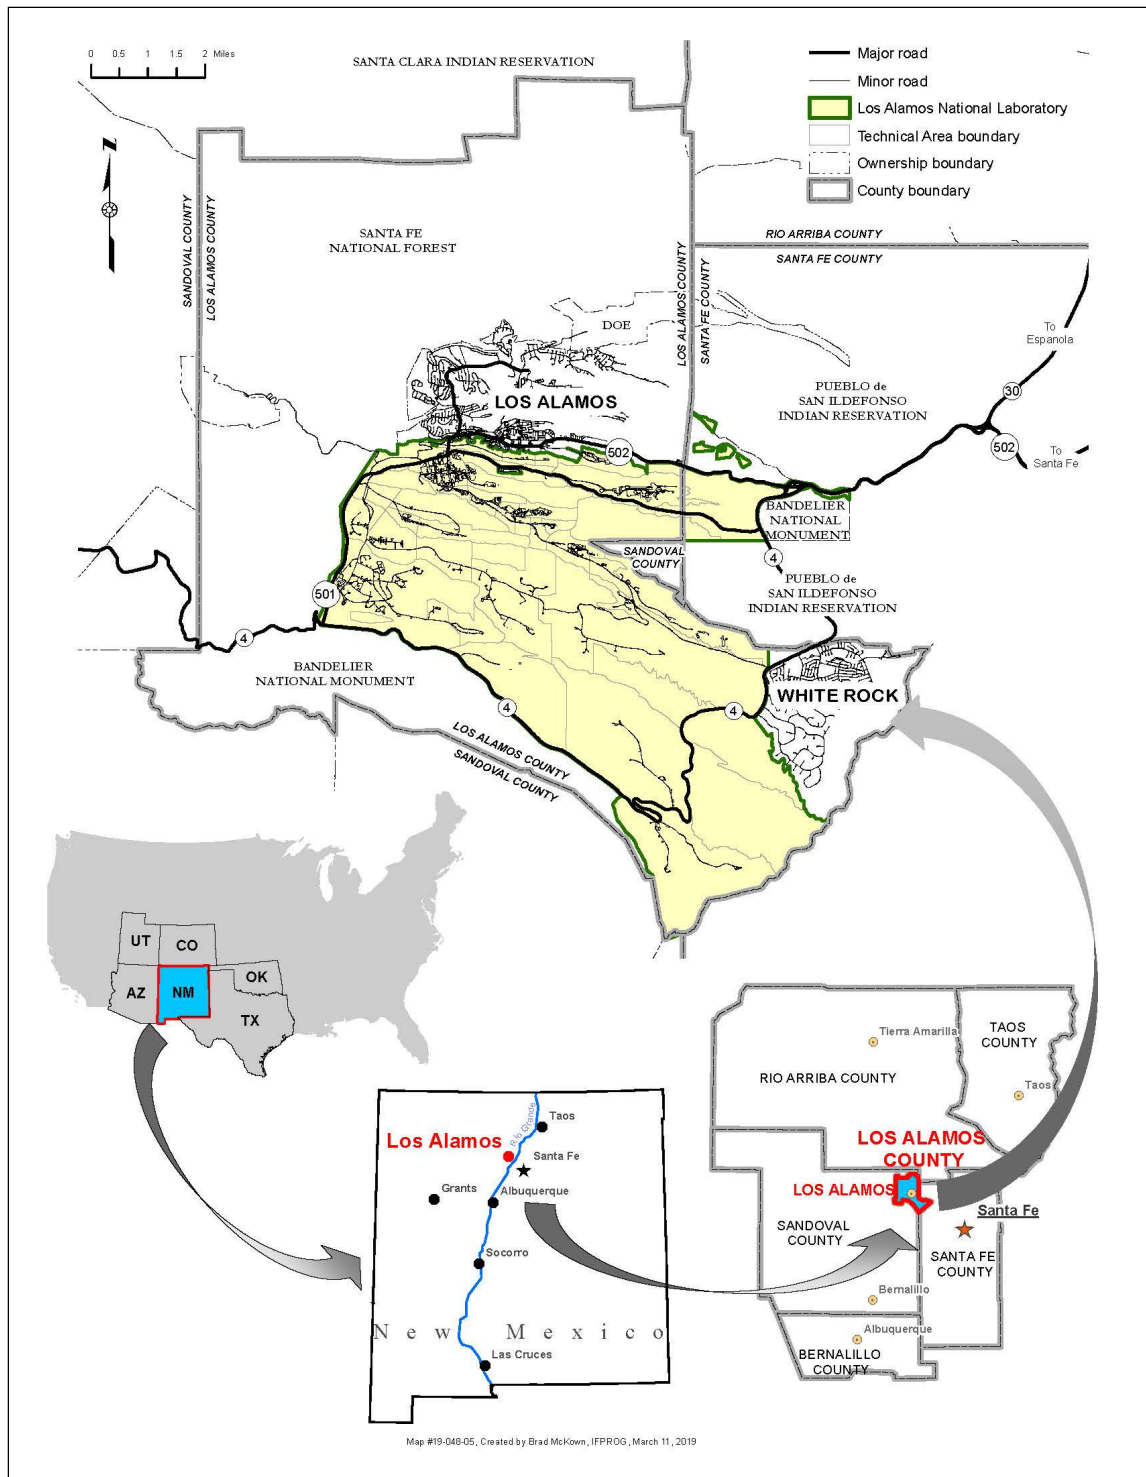 0 0.5 1 1.5 2 Miles
SANTA CLARA INDIAN RESERVATION
Major road
Minor road
Los Alamos National Laboratory
Technical Area boundary
Ownership boundary
County boundary
N
SANDOVAL COUNTY
LOS ALAMOS COUNTY
SANTA FE
NATIONAL FOREST
LOS ALAMOS COUNTY
SANTA FE COUNTY
RIO ARRIBA COUNTY
SANTA FE COUNTY
DOE
To
Espanola
PUEBLO de
SAN ILDEFONSO
INDIAN RESERVATION
30
LOS ALAMOS
502
502
To
Santa Fe
BANDELIER
NATIONAL
MONUMENT
SANDOVAL
COUNTY
4
PUEBLO de
SAN ILDEFONSO
INDIAN RESERVATION
501
4
BANDELIER
NATIONAL MONUMENT
WHITE ROCK
4
4
LOS ALAMOS COUNTY
SANDOVAL COUNTY
UT
CO
AZ
NM
OK
TX
Tierra Amarilla
TAOS
COUNTY
RIO ARRIBA COUNTY
Taos
LOS ALAMOS
COUNTY
LOS ALAMOS
Santa Fe
SANDOVAL
COUNTY
SANTA FE
COUNTY
Bernalillo
Albuquerque
BERNALILLO
COUNTY
Rio Grande
Taos
Los Alamos
Santa Fe
Grants
Albuquerque
Socorro
New Mexico
Las Cruces
Map #19-048-05, Created by Brad McKown, IFPROG, March 11, 2019